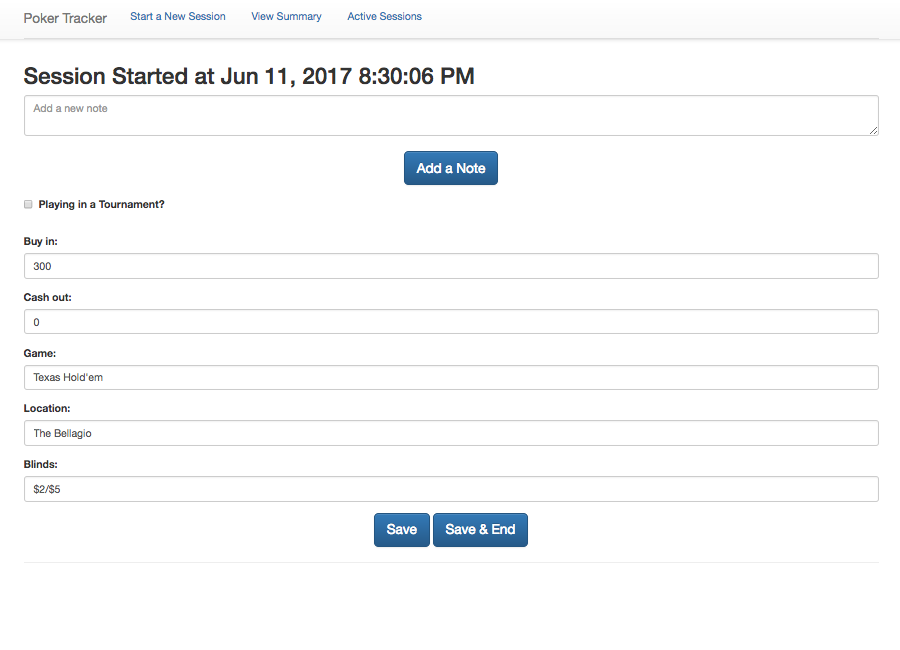 Poker Tracker Start a New Session View Summary Active Sessions
Session Started at Jun 11, 2017 8:30:06 PM
Add a new note
Add a Note
Playing in a Tournament?
Buy in:
300
Cash out:
0
Game:
Texas Hold'em
Location:
The Bellagio
Blinds:
$2/$5
Save Save & End